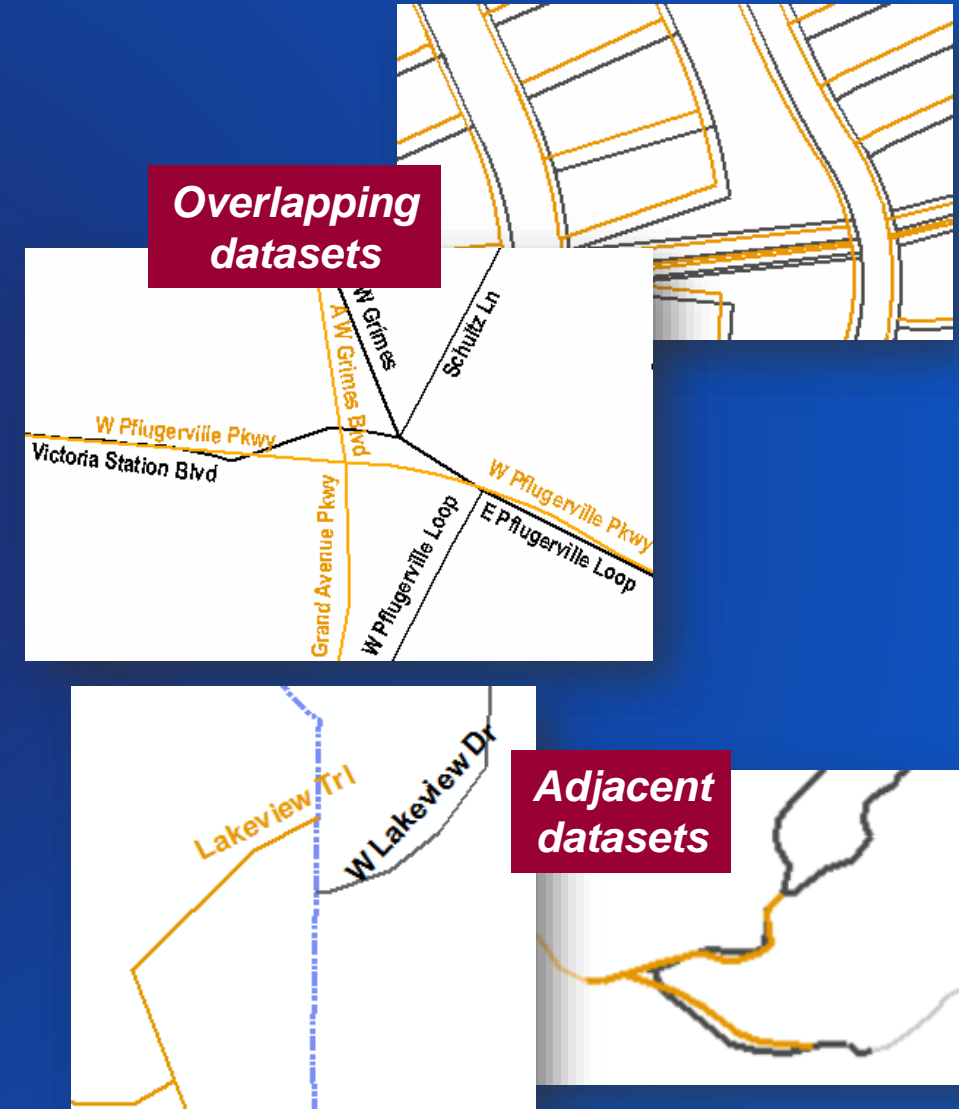 Overlapping
datasets
W Grimes
A W Grimes Blvd
Schultz Ln
W Pflugerville Pkwy
Victoria Station Blvd
W Pflugerville Pkwy
E Pflugerville Loop
Grand Avenue Pkwy
W Pflugerville Loop
Lakeview Trl
W Lakeview Dr
Adjacent
datasets